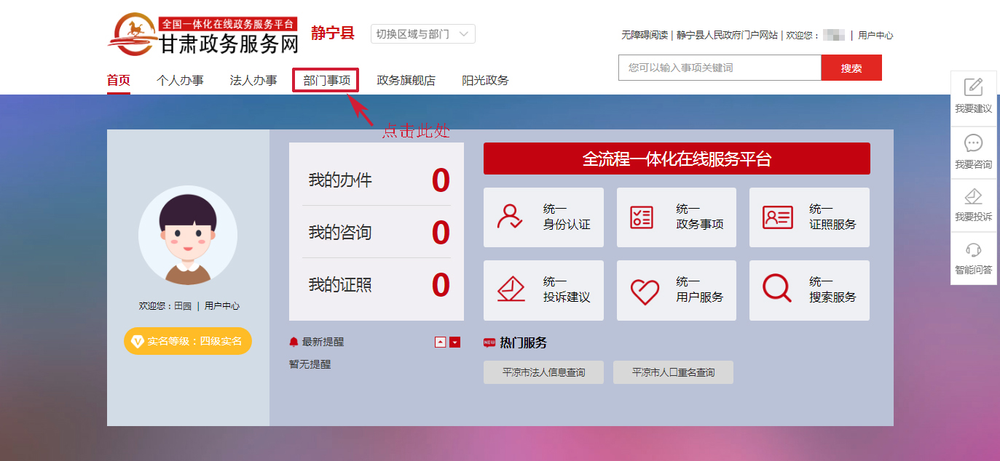 全国一体化在线政务服务平台
甘肃政务服务网
静宁县
切换区域与部门
无障碍阅读 | 静宁县人民政府门户网站 | 欢迎您： | 用户中心
您可以输入事项关键词
搜索
首页 个人办事 法人办事 部门事项 政务旗舰店 阳光政务
点击此处
我要建议
我要咨询
我要投诉
智能问答
欢迎您：田园 | 用户中心
实名等级：四级实名
我的办件 0
我的咨询 0
我的证照 0
最新提醒
暂无提醒
全流程一体化在线服务平台
统一
身份认证
统一
政务事项
统一
证照服务
统一
投诉建议
统一
用户服务
统一
搜索服务
NEW 热门服务
平凉市法人信息查询
平凉市人口重名查询